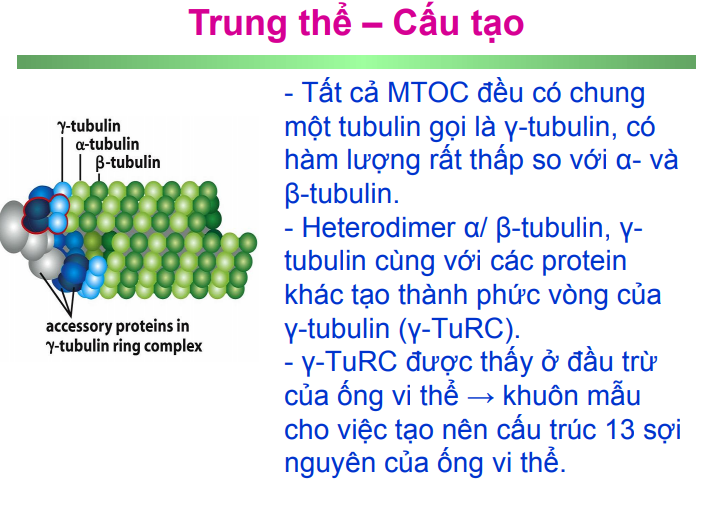 Trung thể – Cấu tạo
γ-tubulin
α-tubulin
β-tubulin
accessory proteins in
γ-tubulin ring complex
- Tất cả MTOC đều có chung
một tubulin gọi là γ-tubulin, có
hàm lượng rất thấp so với α- và
β-tubulin.
- Heterodimer α/ β-tubulin, γ-
tubulin cùng với các protein
khác tạo thành phức vòng của
γ-tubulin (γ-TuRC).
- γ-TuRC được thấy ở đầu trừ
của ống vi thể → khuôn mẫu
cho việc tạo nên cấu trúc 13 sợi
nguyên của ống vi thể.